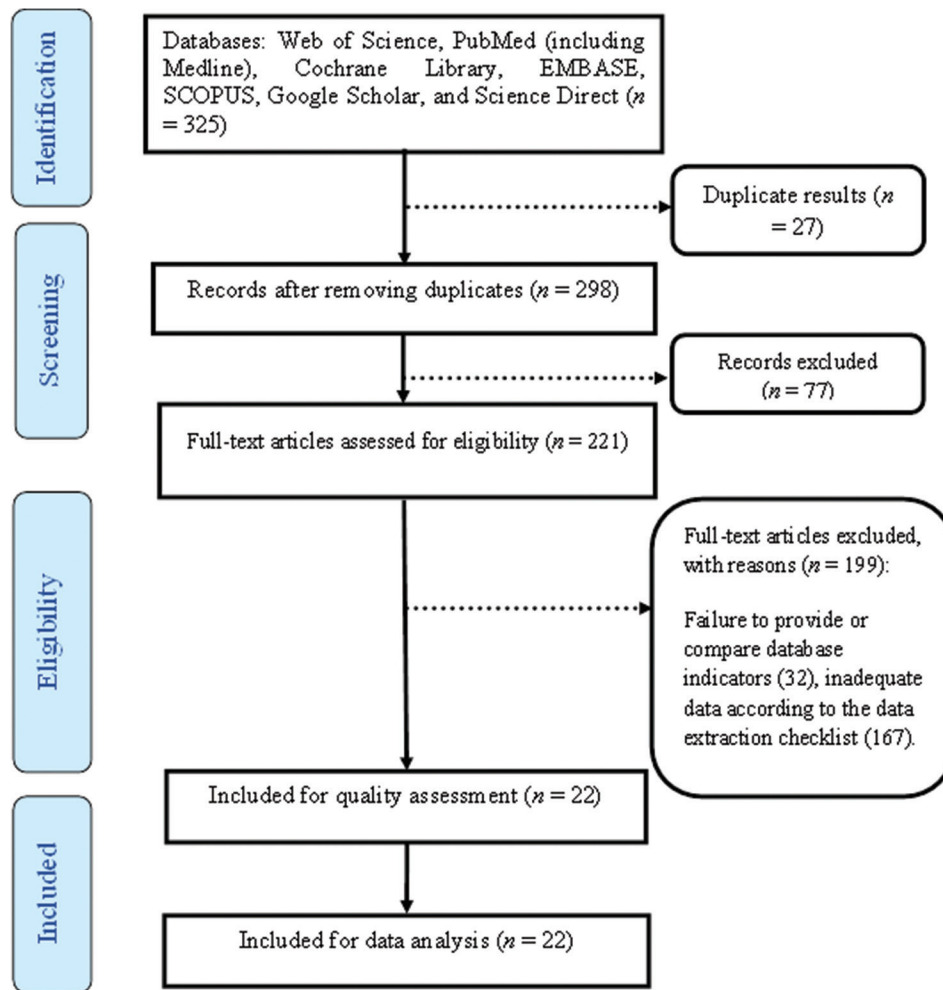 Identification
Databases: Web of Science, PubMed (including
Medline), Cochrane Library, EMBASE,
SCOPUS, Google Scholar, and Science Direct (n
= 325)
Duplicate results (n
= 27)
Screening
Records after removing duplicates (n = 298)
Records excluded
(n = 77)
Full-text articles assessed for eligibility (n = 221)
Eligibility
Full-text articles excluded,
with reasons (n = 199):
Failure to provide or
compare database
indicators (32), inadequate
data according to the data
extraction checklist (167).
Included for quality assessment (n = 22)
Included
Included for data analysis (n = 22)